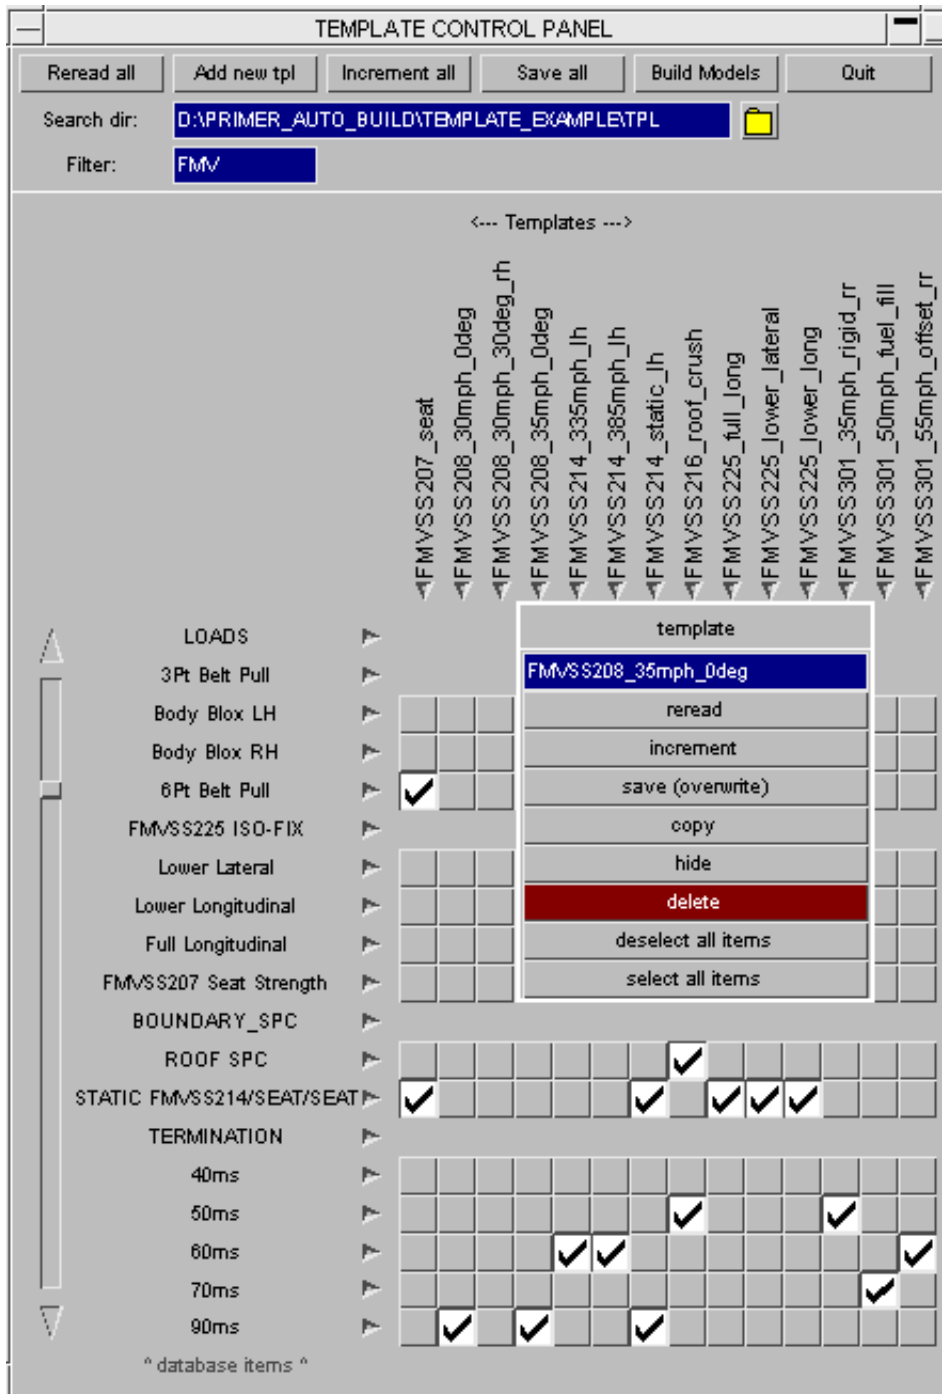 TEMPLATE CONTROL PANEL
Reread all Add new tpl Increment all Save all Build Models Quit
Search dir: D:\PRIMER_AUTO_BUILD\TEMPLATE_EXAMPLE\TPL
Filter: FMV
<--- Templates --->
FMVSS207_seat
FMVSS208_30mph_0deg
FMVSS208_30mph_30deg_rh
FMVSS208_35mph_0deg
FMVSS214_335mph_lh
FMVSS214_385mph_lh
FMVSS214_static_lh
FMVSS216_roof_crush
FMVSS225_full_long
FMVSS225_lower_lateral
FMVSS225_lower_long
FMVSS301_35mph_rigid_rr
FMVSS301_50mph_fuel_fill
FMVSS301_55mph_offset_rr
LOADS
3Pt Belt Pull
Body Blox LH
Body Blox RH
6Pt Belt Pull
FMVSS225 ISO-FIX
Lower Lateral
Lower Longitudinal
Full Longitudinal
FMVSS207 Seat Strength
BOUNDARY_SPC
ROOF SPC
STATIC FMVSS214/SEAT/SEAT
TERMINATION
40ms
50ms
60ms
70ms
90ms
^ database items ^
template
FMVSS208_35mph_0deg
reread
increment
save (overwrite)
copy
hide
delete
deselect all items
select all items